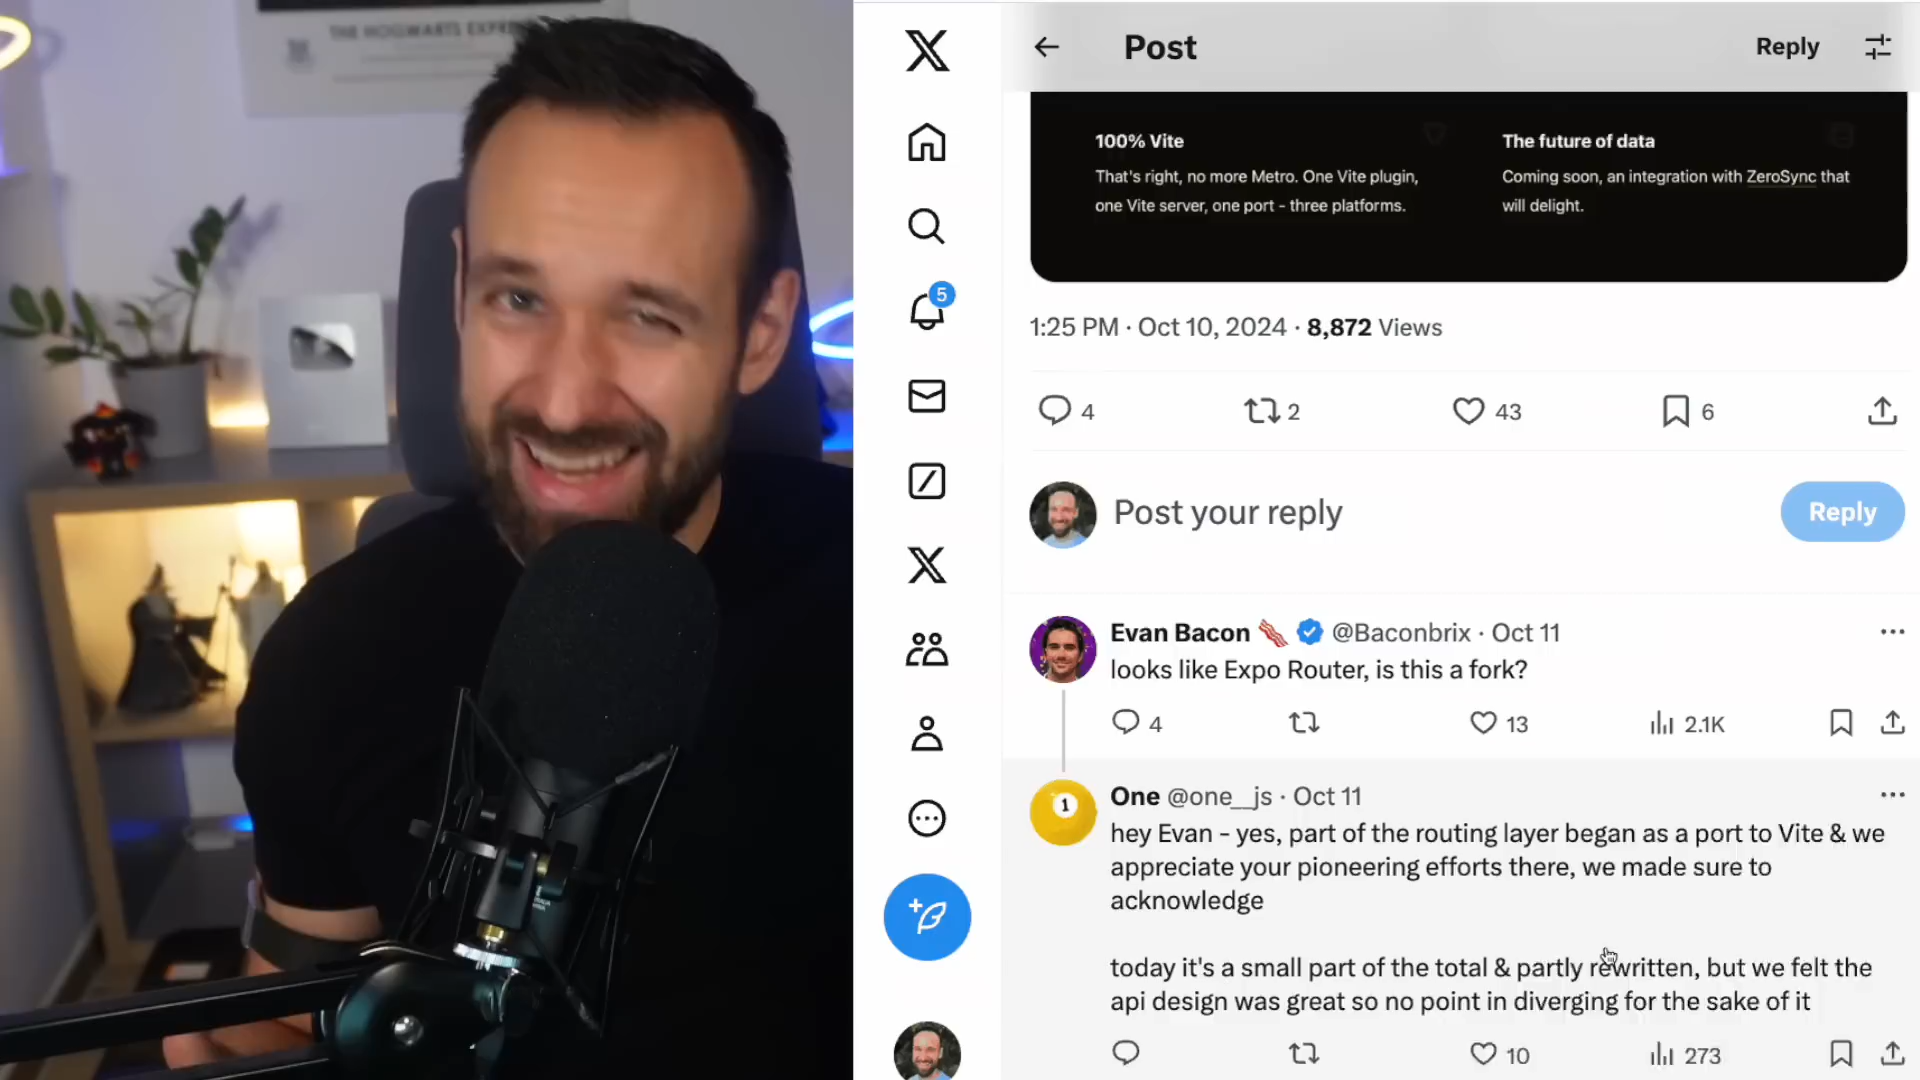 THE HOGWARTS EXPRE
Post
Reply
100% Vite
That's right, no more Metro. One Vite plugin,
one Vite server, one port - three platforms.
The future of data
Coming soon, an integration with ZeroSync that
will delight.
5
1:25 PM · Oct 10, 2024 · 8,872 Views
4
2
43
6
Post your reply
Reply
Evan Bacon 🥓 @Baconbrix · Oct 11
looks like Expo Router, is this a fork?
4
13
2.1K
1
One @one__js · Oct 11
hey Evan - yes, part of the routing layer began as a port to Vite & we
appreciate your pioneering efforts there, we made sure to
acknowledge
today it's a small part of the total & partly rewritten, but we felt the
api design was great so no point in diverging for the sake of it
10
273